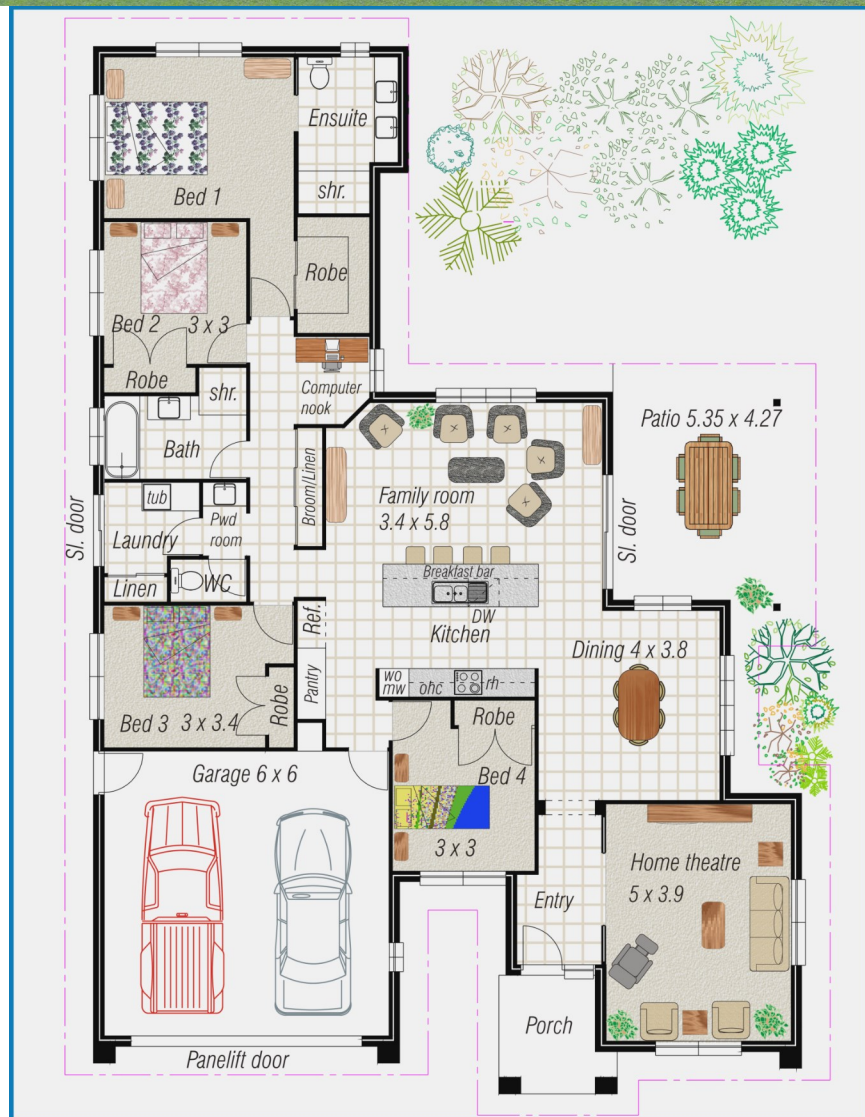 Ensuite
Bed 1
shr.
Robe
Bed 2 3 x 3
Robe
shr.
Computer
nook
Bath
Patio 5.35 x 4.27
Broom/Linen
Family room
3.4 x 5.8
Sl. door
tub
Laundry
Pwd
room
Sl. door
Linen
WC
Breakfast bar
DW
Kitchen
Ref.
Dining 4 x 3.8
Pantry
wo
mw
ohc
rh
Bed 3 3 x 3.4
Robe
Robe
Garage 6 x 6
Bed 4
3 x 3
Home theatre
5 x 3.9
Entry
Porch
Panelift door